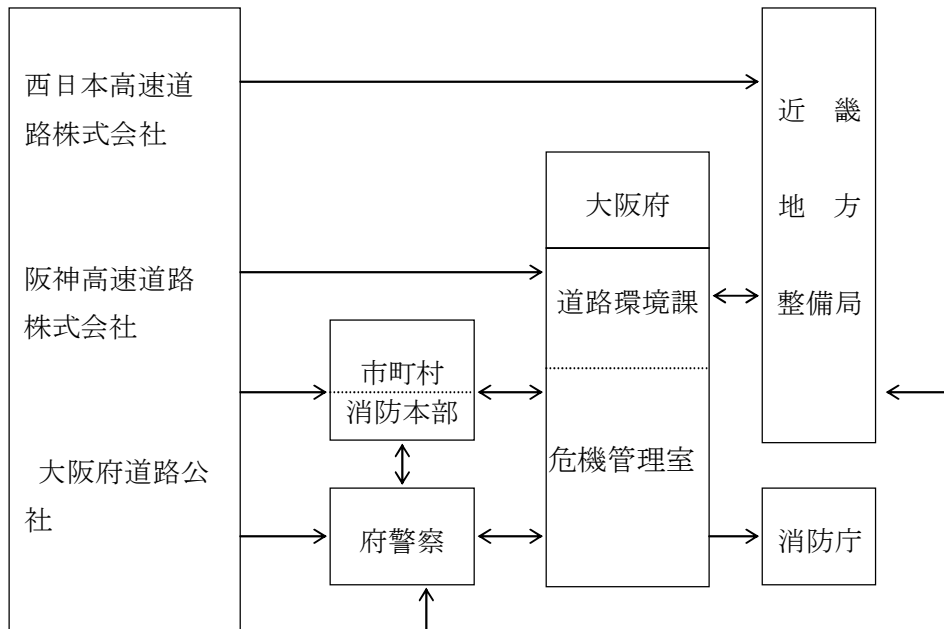 西日本高速道
路株式会社
阪神高速道路
株式会社
大阪府道路公
社
市町村
消防本部
府警察
大阪府
道路環境課
危機管理室
近　畿
地　方
整備局
消防庁